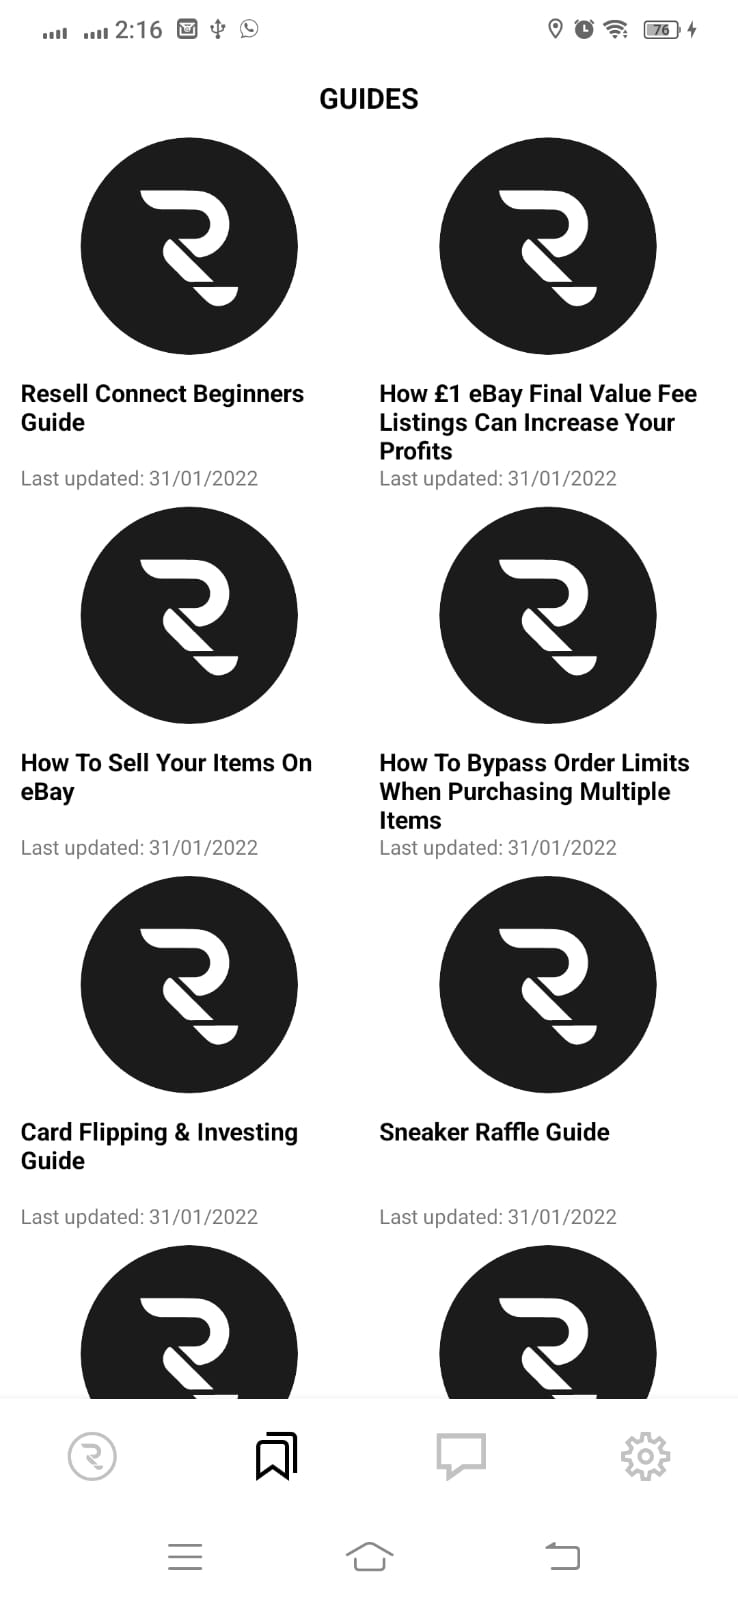 2:16
76
GUIDES
Resell Connect Beginners
Guide
Last updated: 31/01/2022
How £1 eBay Final Value Fee
Listings Can Increase Your
Profits
Last updated: 31/01/2022
How To Sell Your Items On
eBay
Last updated: 31/01/2022
How To Bypass Order Limits
When Purchasing Multiple
Items
Last updated: 31/01/2022
Card Flipping & Investing
Guide
Last updated: 31/01/2022
Sneaker Raffle Guide
Last updated: 31/01/2022